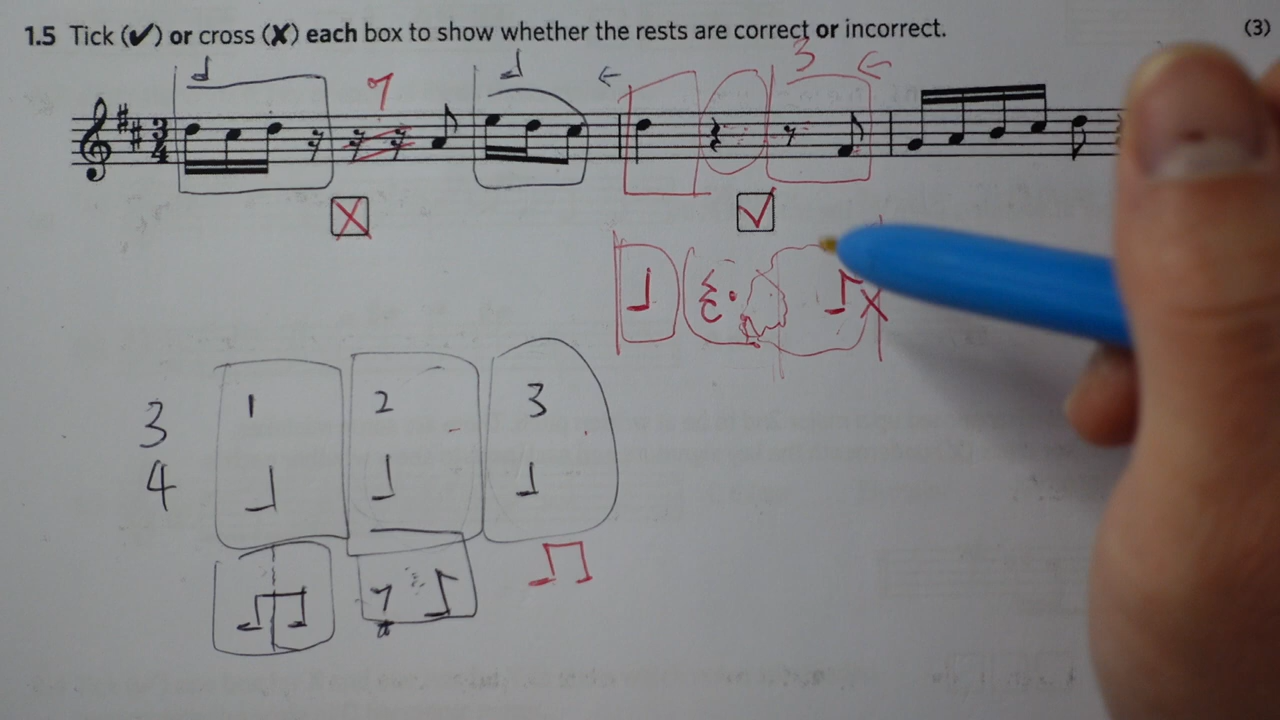 1.5 Tick (✔) or cross (✘) each box to show whether the rests are correct or incorrect. (3)
3
3
4
X ✓
X
1 2 3
3
4